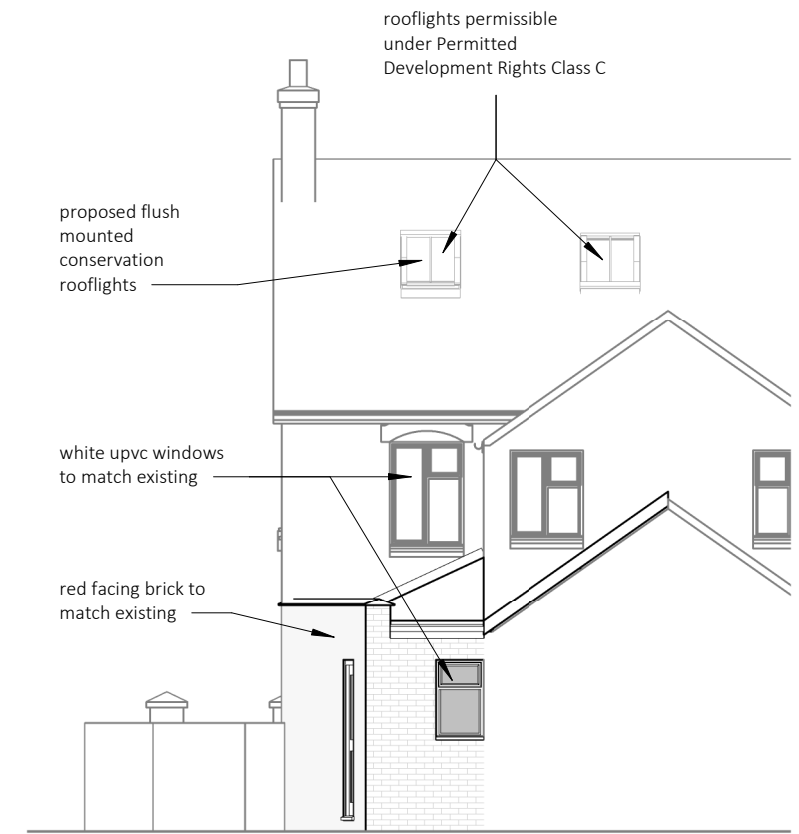 rooflights permissible
under Permitted
Development Rights Class C
proposed flush
mounted
conservation
rooflights
white upvc windows
to match existing
red facing brick to
match existing